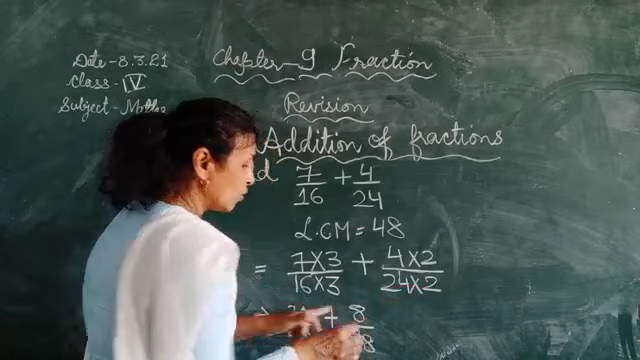 Date-8.3.21
Class-IV
Subject-Maths
Chapter-9 Fraction
Revision
Addition of fractions
7/16 + 4/24
L.CM=48
= 7X3/16X3 + 4X2/24X2
+ 8